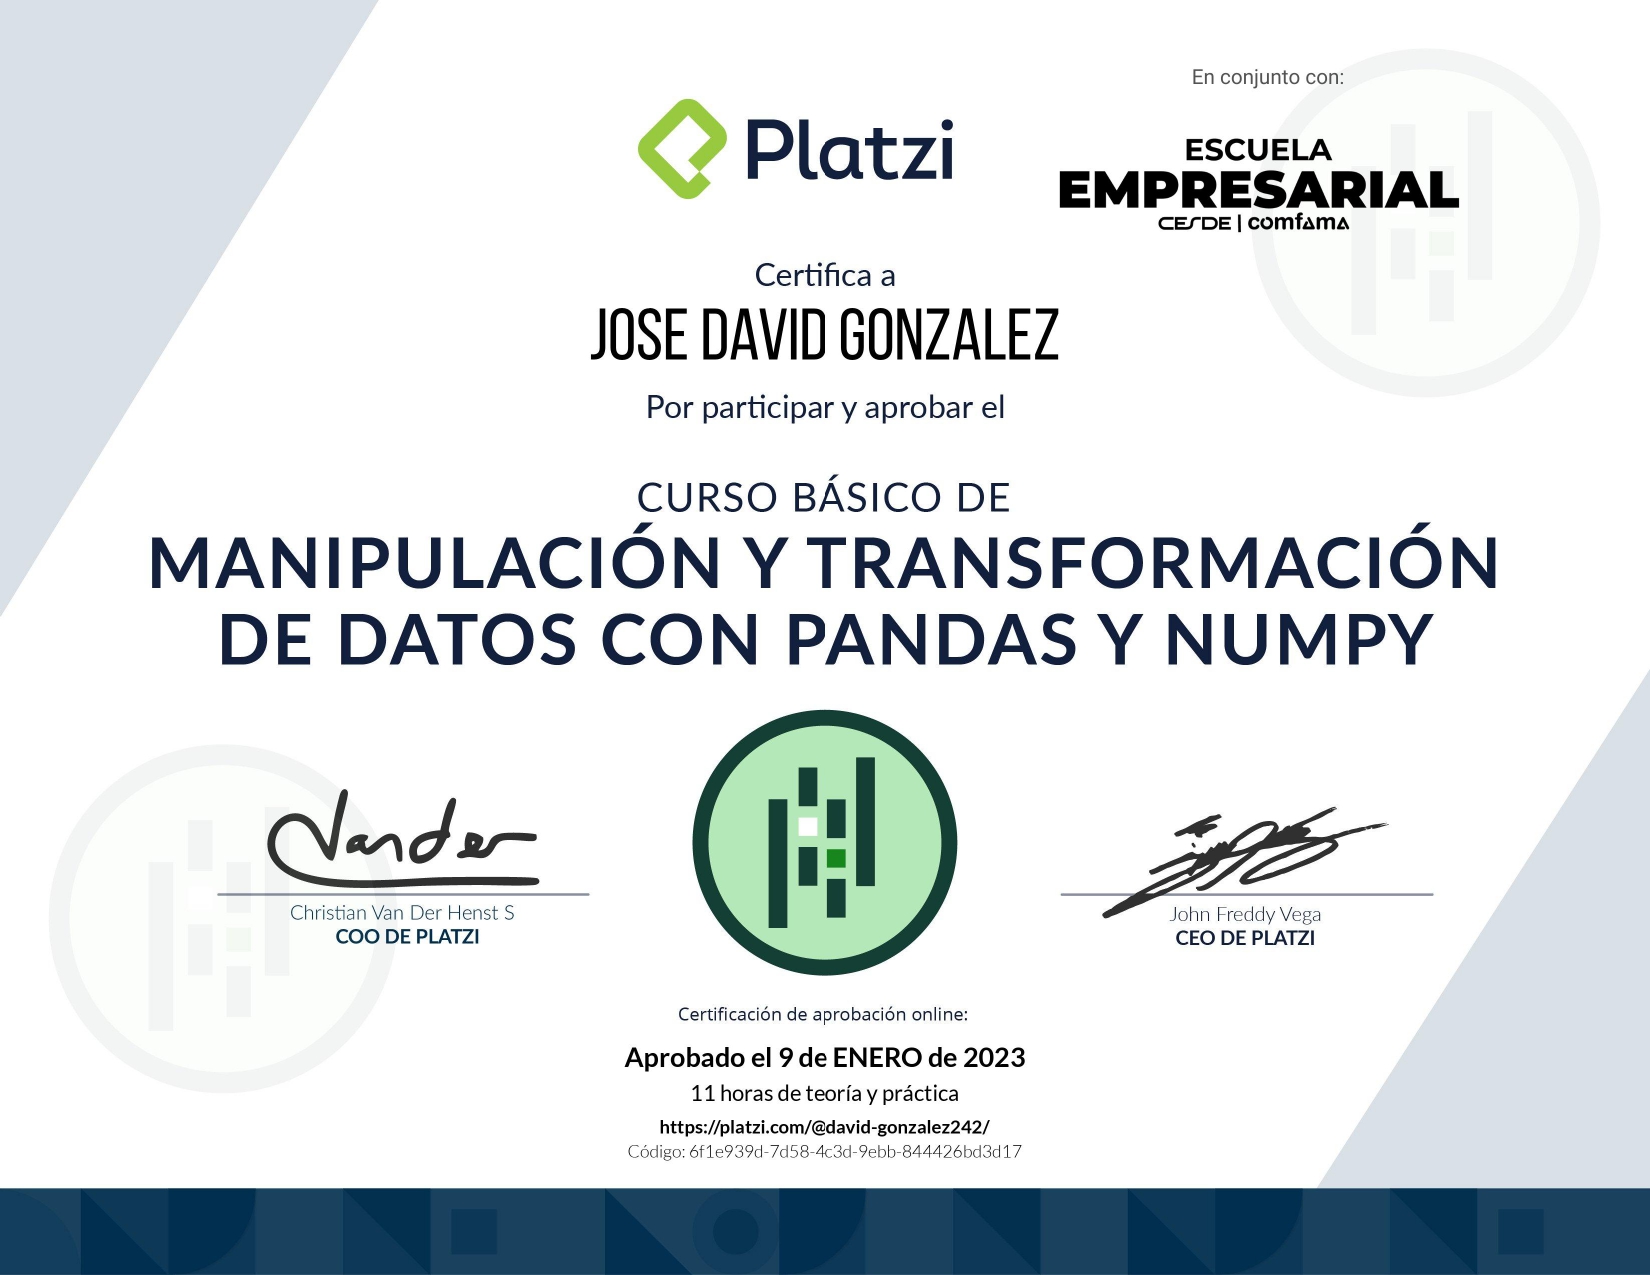 En conjunto con:
Platzi
ESCUELA
EMPRESARIAL
CESDE | comfama
Certifica a
JOSE DAVID GONZALEZ
Por participar y aprobar el
CURSO BÁSICO DE
MANIPULACIÓN Y TRANSFORMACIÓN
DE DATOS CON PANDAS Y NUMPY
Vander
Christian Van Der Henst S
COO DE PLATZI
John Freddy Vega
CEO DE PLATZI
Certificación de aprobación online:
Aprobado el 9 de ENERO de 2023
11 horas de teoría y práctica
https://platzi.com/@david-gonzalez242/
Código: 6f1e939d-7d58-4c3d-9ebb-844426bd3d17